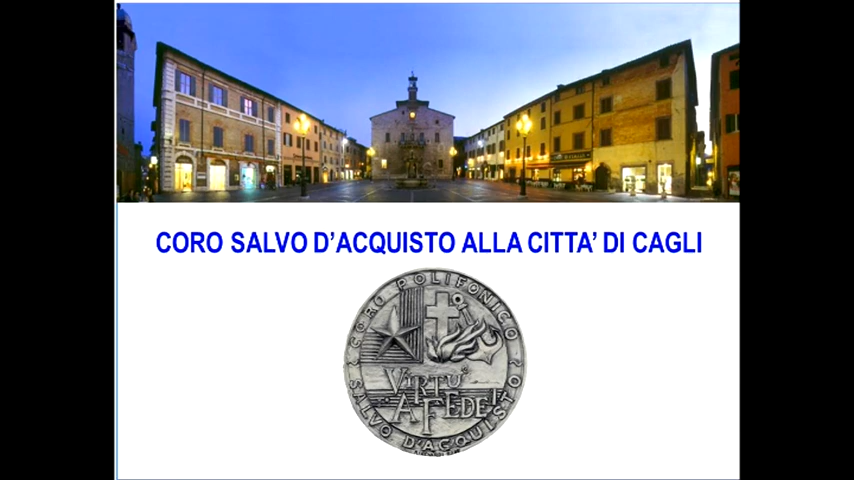 CORO SALVO D'ACQUISTO ALLA CITTA' DI CAGLI
CORO POLIFONICO
SALVO D'ACQUISTO
VIRTU'
A FEDE